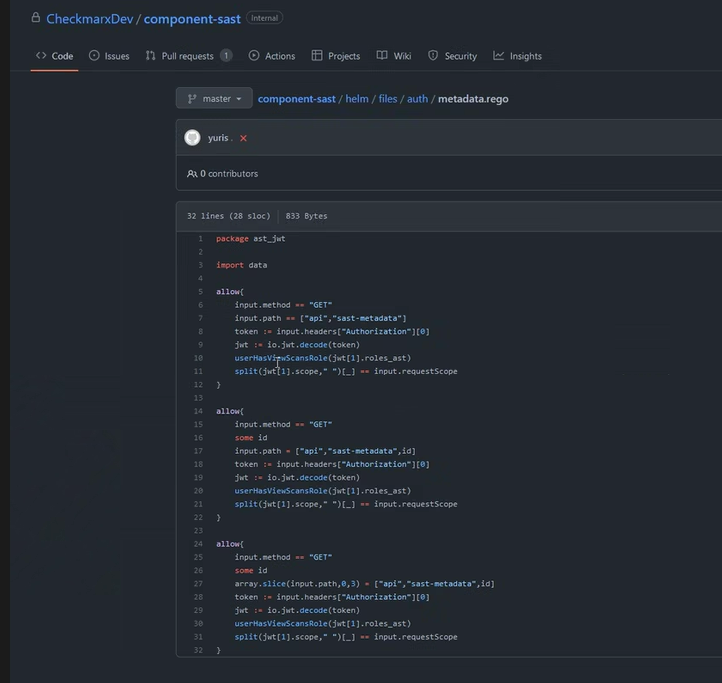 CheckmarxDev / component-sast Internal
Code Issues Pull requests 1 Actions Projects Wiki Security Insights
master component-sast / helm / files / auth / metadata.rego
yuris .
0 contributors
32 lines (28 sloc) 833 Bytes
1 package ast_jwt
2
3 import data
4
5 allow{
6 input.method == "GET"
7 input.path == ["api","sast-metadata"]
8 token := input.headers["Authorization"][0]
9 jwt := io.jwt.decode(token)
10 userHasViewScansRole(jwt[1].roles_ast)
11 split(jwt[1].scope," ")[_] == input.requestScope
12 }
13
14 allow{
15 input.method == "GET"
16 some id
17 input.path = ["api","sast-metadata",id]
18 token := input.headers["Authorization"][0]
19 jwt := io.jwt.decode(token)
20 userHasViewScansRole(jwt[1].roles_ast)
21 split(jwt[1].scope," ")[_] == input.requestScope
22 }
23
24 allow{
25 input.method == "GET"
26 some id
27 array.slice(input.path,0,3) = ["api","sast-metadata",id]
28 token := input.headers["Authorization"][0]
29 jwt := io.jwt.decode(token)
30 userHasViewScansRole(jwt[1].roles_ast)
31 split(jwt[1].scope," ")[_] == input.requestScope
32 }